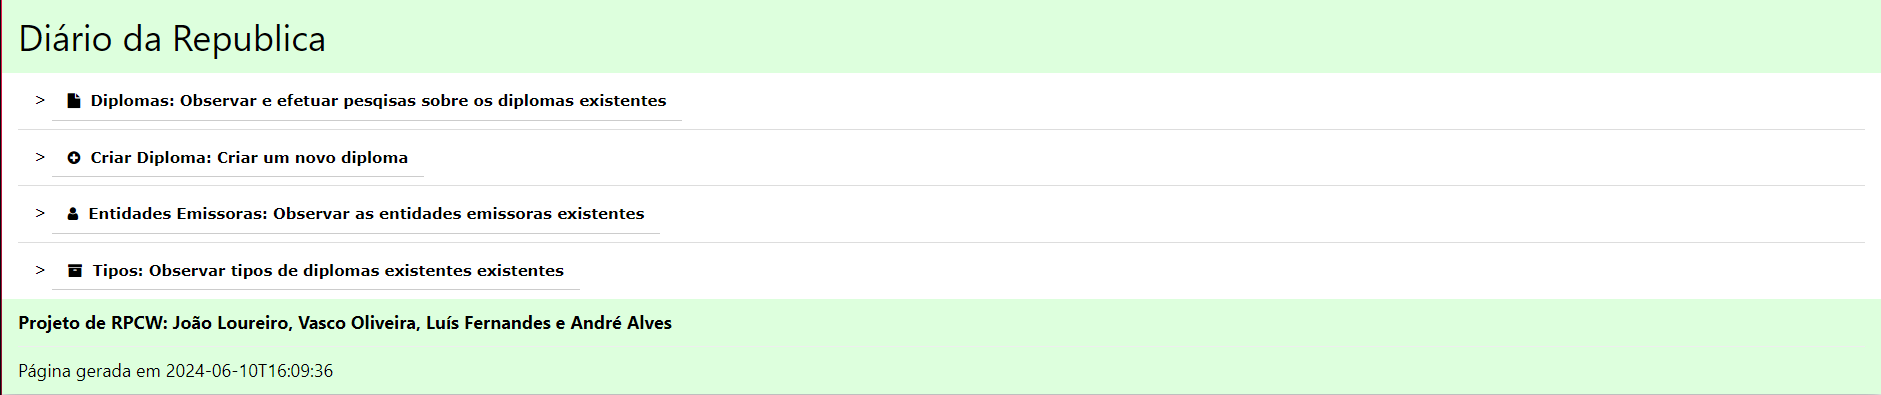 Diário da Republica
> Diplomas: Observar e efetuar pesqisas sobre os diplomas existentes
> Criar Diploma: Criar um novo diploma
> Entidades Emissoras: Observar as entidades emissoras existentes
> Tipos: Observar tipos de diplomas existentes existentes
Projeto de RPCW: João Loureiro, Vasco Oliveira, Luís Fernandes e André Alves
Página gerada em 2024-06-10T16:09:36